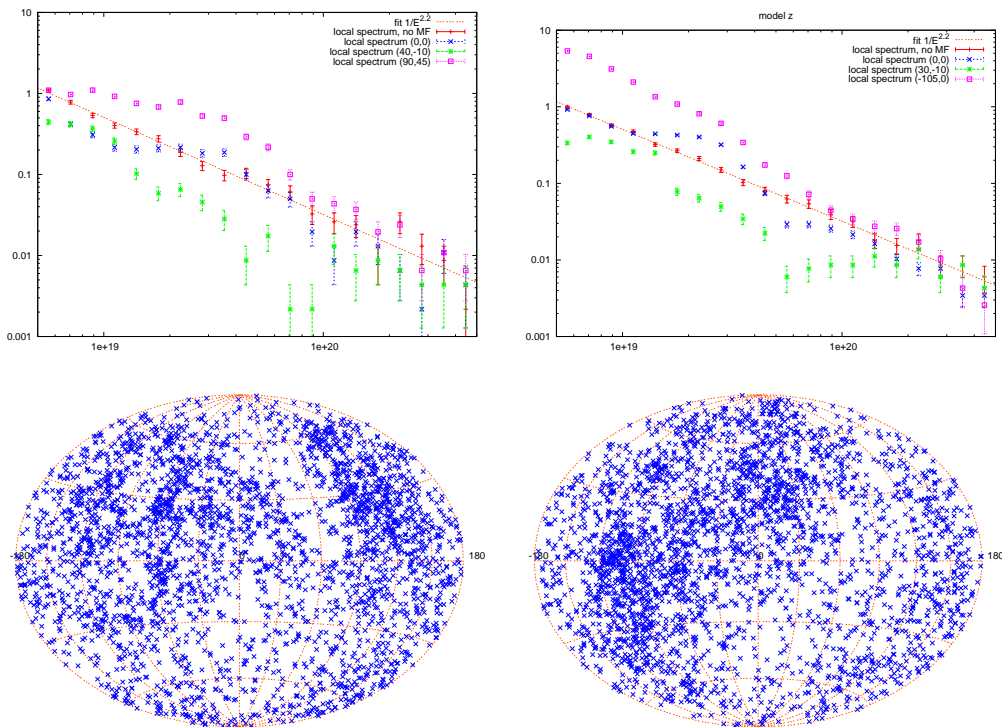 fit 1/E^2.2
local spectrum, no MF
local spectrum (0,0)
local spectrum (40,-10)
local spectrum (90,45)
10
1
0.1
0.01
0.001
1e+19
1e+20
model z
fit 1/E^2.2
local spectrum, no MF
local spectrum (0,0)
local spectrum (30,-10)
local spectrum (-105,0)
10
1
0.1
0.01
0.001
1e+19
1e+20
-180
180
-180
180